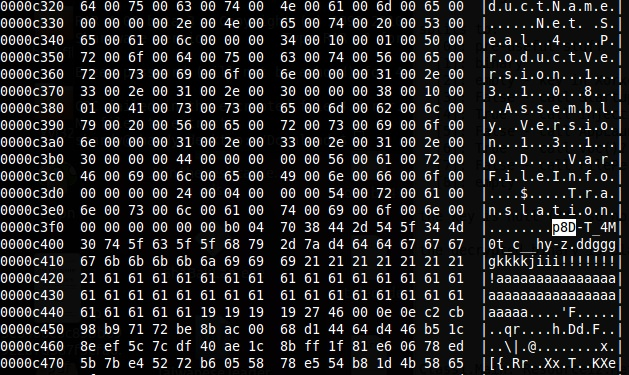 0000c320  64 00 75 00 63 00 74 00  4e 00 61 00 6d 00 65 00  |d.u.c.t.N.a.m.e.|
0000c330  00 00 00 00 2e 00 4e 00  65 00 74 00 20 00 53 00  |......N.e.t. .S.|
0000c340  65 00 61 00 6c 00 00 00  34 00 10 00 01 00 50 00  |e.a.l...4.....P.|
0000c350  72 00 6f 00 64 00 75 00  63 00 74 00 56 00 65 00  |r.o.d.u.c.t.V.e.|
0000c360  72 00 73 00 69 00 6f 00  6e 00 00 00 31 00 2e 00  |r.s.i.o.n...1...|
0000c370  33 00 2e 00 31 00 2e 00  30 00 00 00 38 00 10 00  |3...1...0...8...|
0000c380  01 00 41 00 73 00 73 00  65 00 6d 00 62 00 6c 00  |..A.s.s.e.m.b.l.|
0000c390  79 00 20 00 56 00 65 00  72 00 73 00 69 00 6f 00  |y. .V.e.r.s.i.o.|
0000c3a0  6e 00 00 00 31 00 2e 00  33 00 2e 00 31 00 2e 00  |n...1...3...1...|
0000c3b0  30 00 00 00 44 00 00 00  00 00 56 00 61 00 72 00  |0...D.....V.a.r.|
0000c3c0  46 00 69 00 6c 00 65 00  49 00 6e 00 66 00 6f 00  |F.i.l.e.I.n.f.o.|
0000c3d0  00 00 00 00 24 00 04 00  00 00 54 00 72 00 61 00  |....$.....T.r.a.|
0000c3e0  6e 00 73 00 6c 00 61 00  74 00 69 00 6f 00 6e 00  |n.s.l.a.t.i.o.n.|
0000c3f0  00 00 00 00 00 00 b0 04  70 38 44 2d 54 5f 34 4d  |........p8D-T_4M|
0000c400  30 74 5f 63 5f 5f 68 79  2d 7a d4 64 64 67 67 67  |0t_c__hy-z.ddggg|
0000c410  67 6b 6b 6b 6b 6a 69 69  69 21 21 21 21 21 21 21  |gkkkkjiii!!!!!!!|
0000c420  21 61 61 61 61 61 61 61  61 61 61 61 61 61 61 61  |!aaaaaaaaaaaaaaa|
0000c430  61 61 61 61 61 61 61 61  61 61 61 61 61 61 61 61  |aaaaaaaaaaaaaaaa|
0000c440  61 61 61 61 61 19 19 19  19 27 46 00 0e 0e c2 cb  |aaaaa....'F.....|
0000c450  98 b9 71 72 be 8b ac 00  68 d1 44 64 d4 46 b5 1c  |..qr....h.Dd.F..|
0000c460  8e ef 5c 7c df 40 ae 1c  8b ff 1f 81 e6 06 78 ed  |..\|.@........x.|
0000c470  5b 7b e4 52 72 b6 05 58  78 e5 54 b8 1d 4b 58 65  |[{.Rr..Xx.T..KXe|